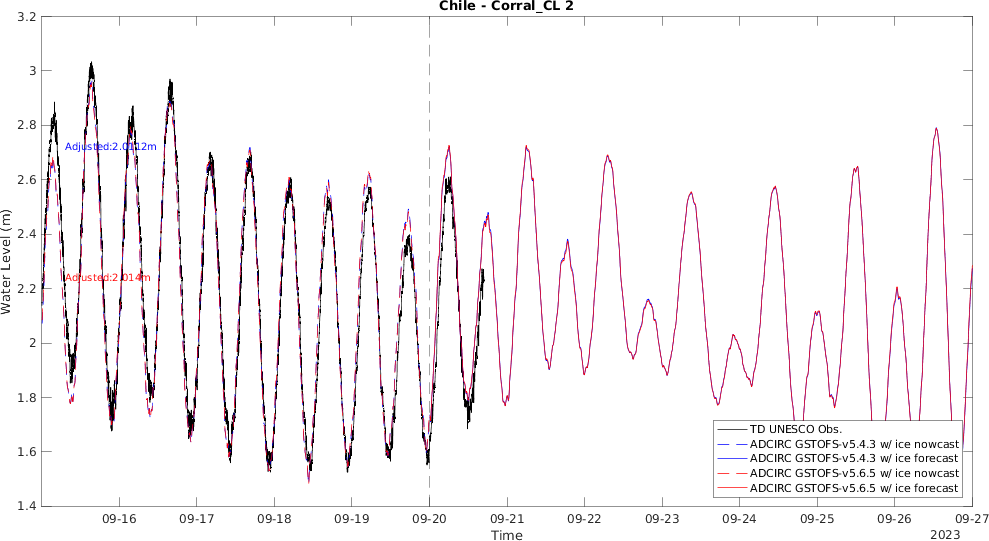 Chile - Corral_CL 2
Water Level (m)
3.2
3
2.8
2.6
2.4
2.2
2
1.8
1.6
1.4
Adjusted:2.0112m
Adjusted:2.014m
TD UNESCO Obs.
ADCIRC GSTOFS-v5.4.3 w/ ice nowcast
ADCIRC GSTOFS-v5.4.3 w/ ice forecast
ADCIRC GSTOFS-v5.6.5 w/ ice nowcast
ADCIRC GSTOFS-v5.6.5 w/ ice forecast
09-16 09-17 09-18 09-19 09-20 09-21 09-22 09-23 09-24 09-25 09-26 09-27
Time
2023